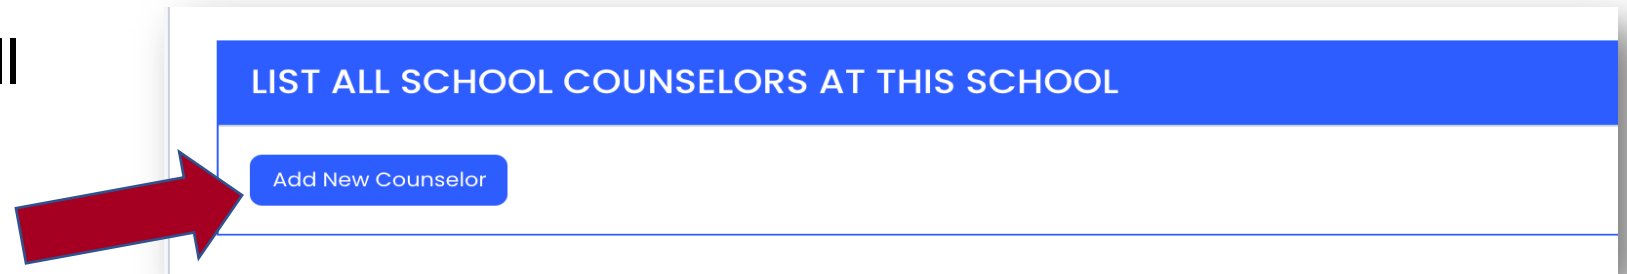 LIST ALL SCHOOL COUNSELORS AT THIS SCHOOL
Add New Counselor